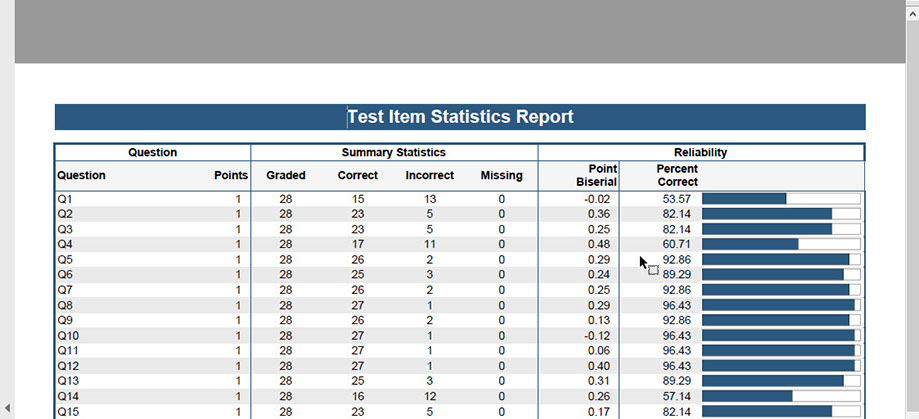 Test Item Statistics Report
Question Summary Statistics Reliability
Question Points Graded Correct Incorrect Missing Point Biserial Percent Correct
Q1 1 28 15 13 0 -0.02 53.57
Q2 1 28 23 5 0 0.36 82.14
Q3 1 28 23 5 0 0.25 82.14
Q4 1 28 17 11 0 0.48 60.71
Q5 1 28 26 2 0 0.29 92.86
Q6 1 28 25 3 0 0.24 89.29
Q7 1 28 26 2 0 0.25 92.86
Q8 1 28 27 1 0 0.29 96.43
Q9 1 28 26 2 0 0.13 92.86
Q10 1 28 27 1 0 -0.12 96.43
Q11 1 28 27 1 0 0.06 96.43
Q12 1 28 27 1 0 0.40 96.43
Q13 1 28 25 3 0 0.31 89.29
Q14 1 28 16 12 0 0.26 57.14
Q15 1 28 23 5 0 0.17 82.14